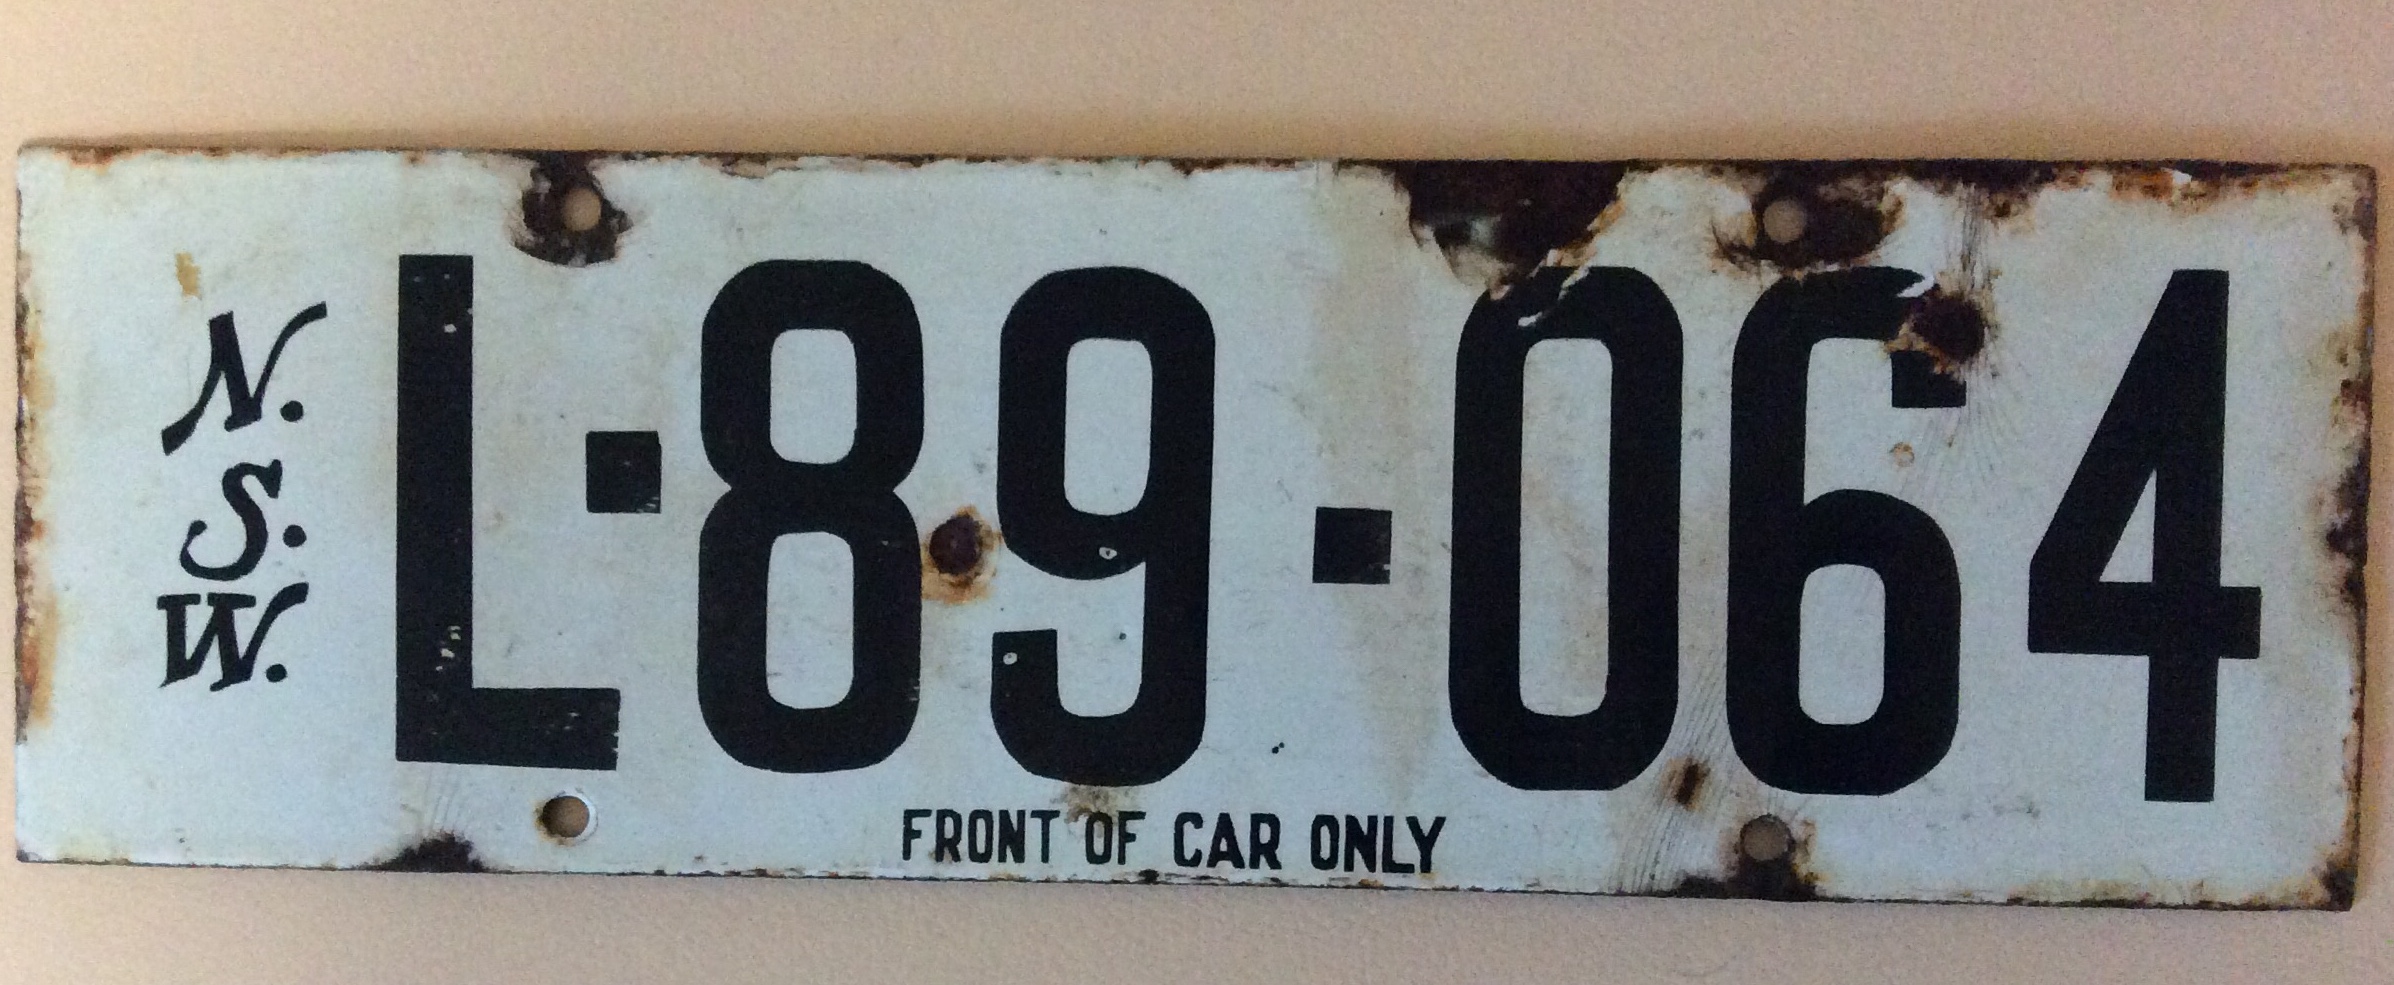 N.
S.
W.
L·89·064
FRONT OF CAR ONLY